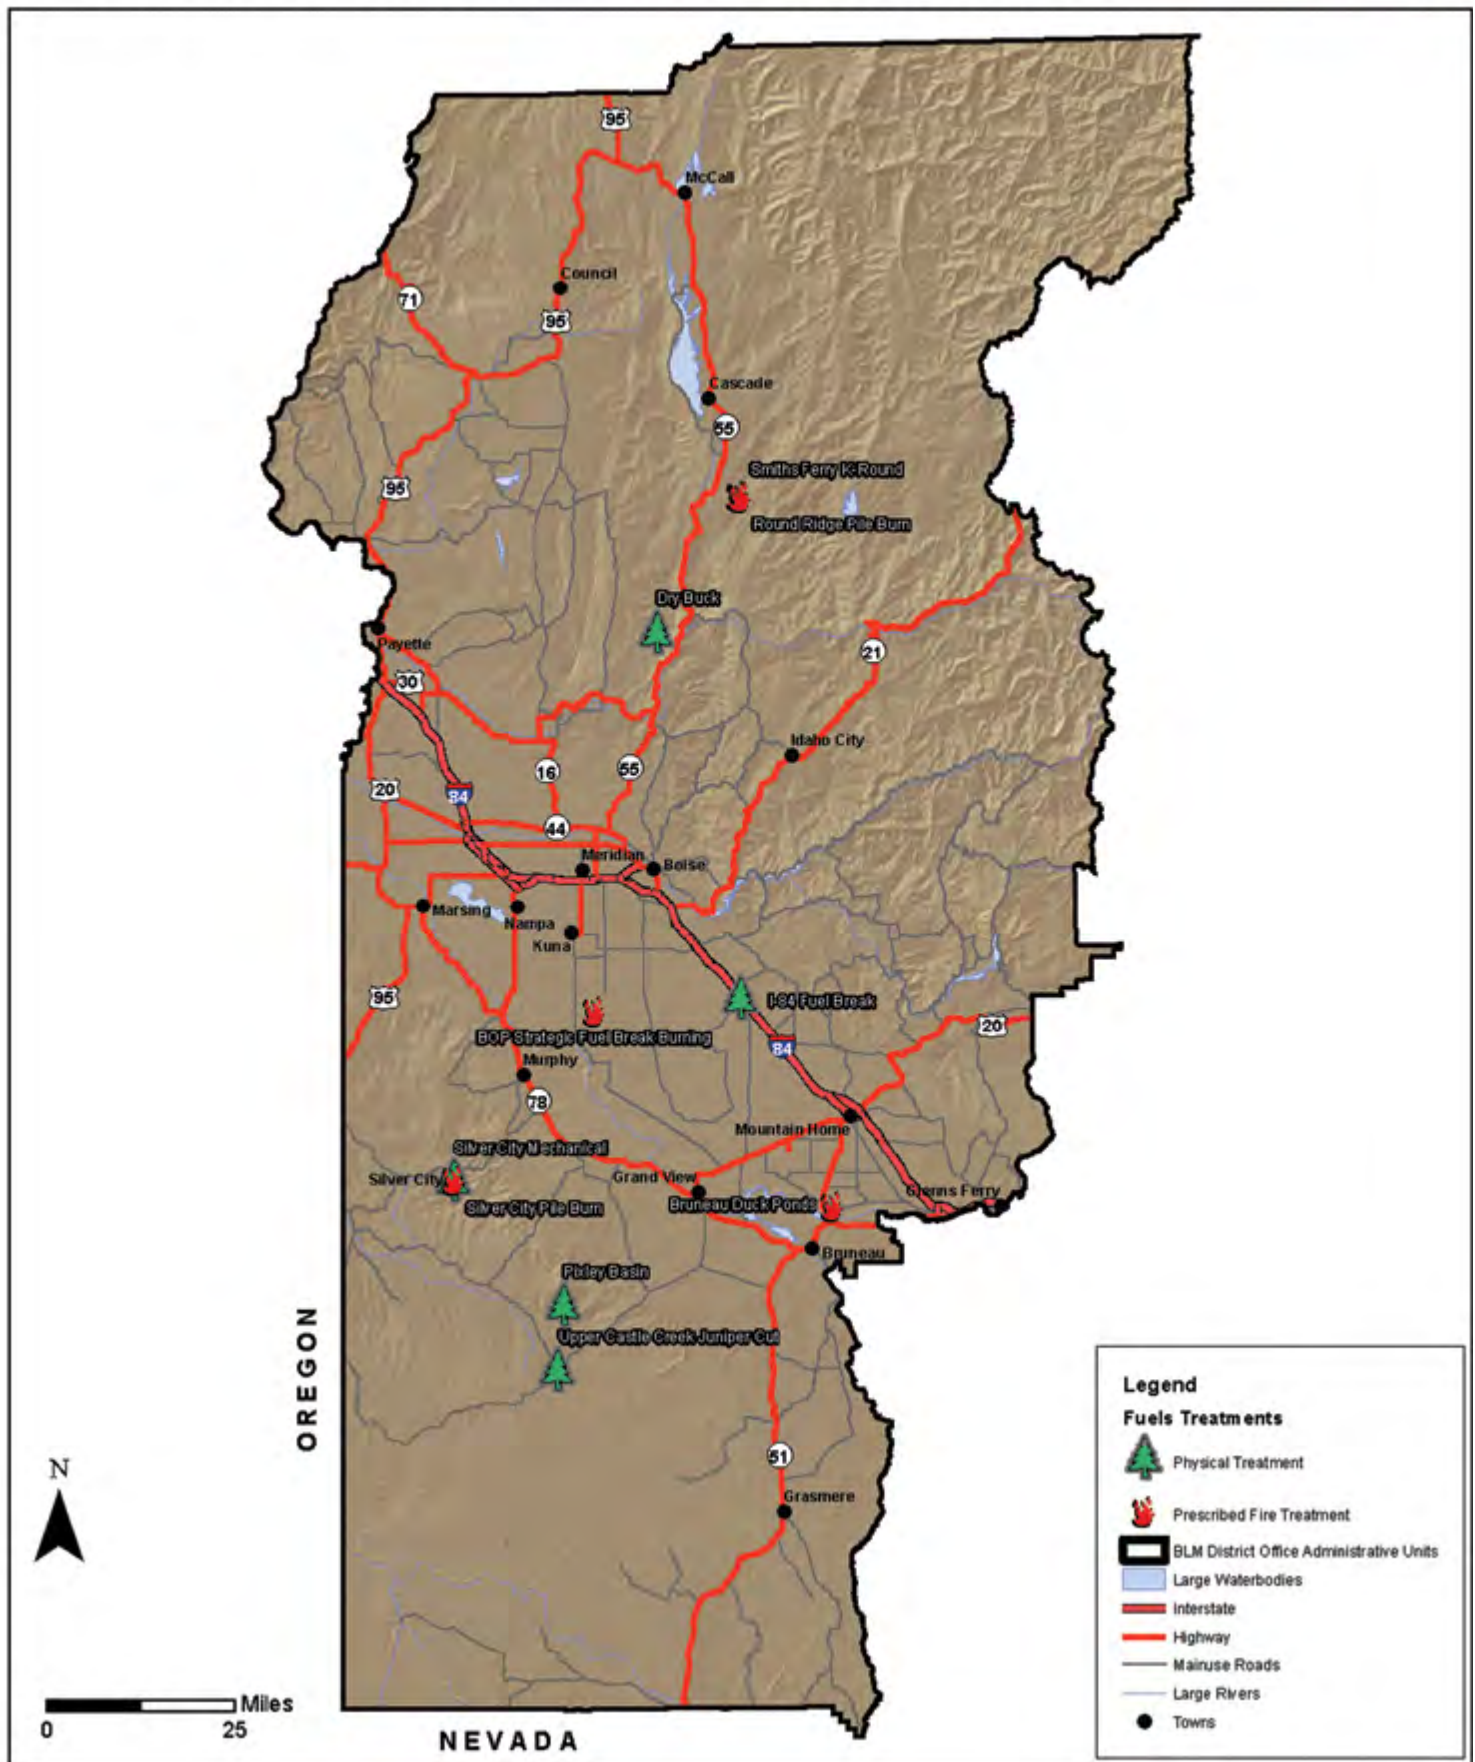 95
McCall
Council
71
95
Cascade
55
Smiths Ferry K-Round
95
Round Ridge Pile Burn
Dry Buck
Payette
21
30
Idaho City
16
55
20
84
44
Meridian
Boise
Marsing
Nampa
Kuna
95
I-84 Fuel Break
20
BOP Strategic Fuel Break Burning
84
Murphy
78
Mountain Home
Silver City Mechanical
Silver City
Grand View
Glenns Ferry
Silver City Pile Burn
Bruneau Duck Ponds
Bruneau
Pixley Basin
Upper Castle Creek Juniper Cut
OREGON
51
Grasmere
N
Miles
0 25
NEVADA
Legend
Fuels Treatments
Physical Treatment
Prescribed Fire Treatment
BLM District Office Administrative Units
Large Waterbodies
Interstate
Highway
Mainuse Roads
Large Rivers
Towns